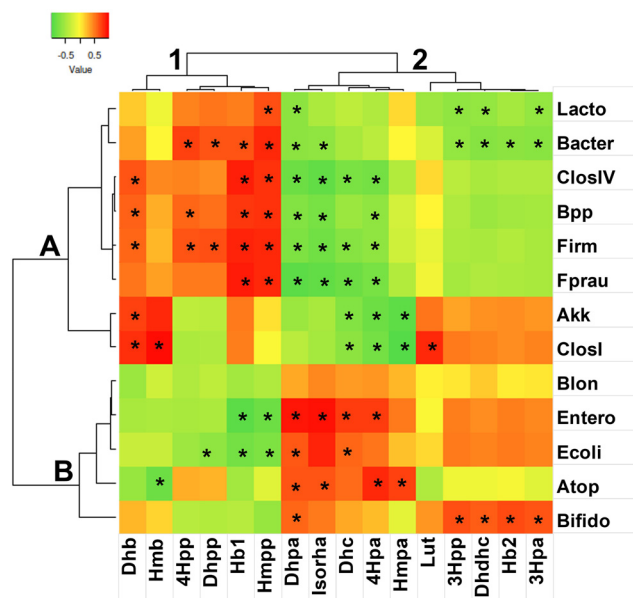 -0.5 0.5
Value
1
2
A
B
Lacto
* * * * *
Bacter
* * * * * * * * * *
ClosIV
* * * * * * *
Bpp
* * * * * * *
Firm
* * * * * * * * *
Fprau
* * * * * *
Akk
* * * *
ClosI
* * * * * *
Blon
Entero
* * * * * *
Ecoli
* * * * *
Atop
* * * * *
Bifido
* * * * *
Dhb
Hmb
4Hpp
Dhpp
Hb1
Hmpp
Dhpa
Isorha
Dhc
4Hpa
Hmpa
Lut
3Hpp
Dhdhc
Hb2
3Hpa